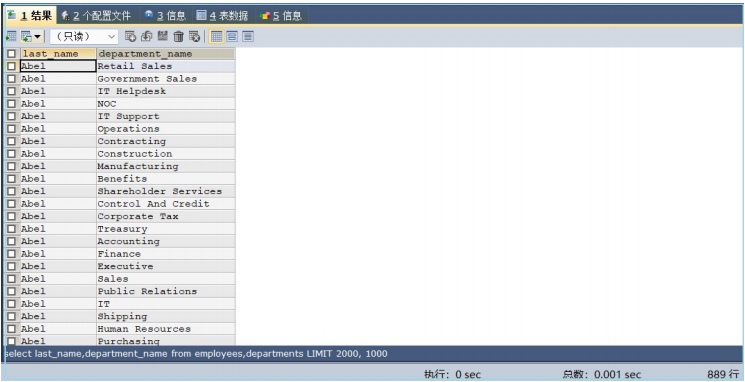 1 结果 2 个配置文件 3 信息 4 表数据 5 信息
(只读)
last_name department_name
Abel Retail Sales
Abel Government Sales
Abel IT Helpdesk
Abel NOC
Abel IT Support
Abel Operations
Abel Contracting
Abel Construction
Abel Manufacturing
Abel Benefits
Abel Shareholder Services
Abel Control And Credit
Abel Corporate Tax
Abel Treasury
Abel Accounting
Abel Finance
Abel Executive
Abel Sales
Abel Public Relations
Abel IT
Abel Shipping
Abel Human Resources
Abel Purchasing
select last_name,department_name from employees,departments LIMIT 2000, 1000
执行: 0 sec 总数: 0.001 sec 889 行